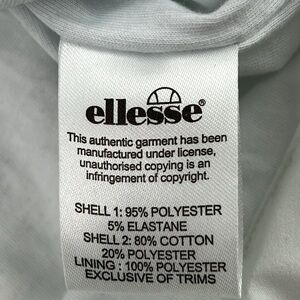 ellesse®
This authentic garment has been
manufactured under license,
unauthorised copying is an
infringement of copyright.
SHELL 1: 95% POLYESTER
5% ELASTANE
SHELL 2: 80% COTTON
20% POLYESTER
LINING : 100% POLYESTER
EXCLUSIVE OF TRIMS